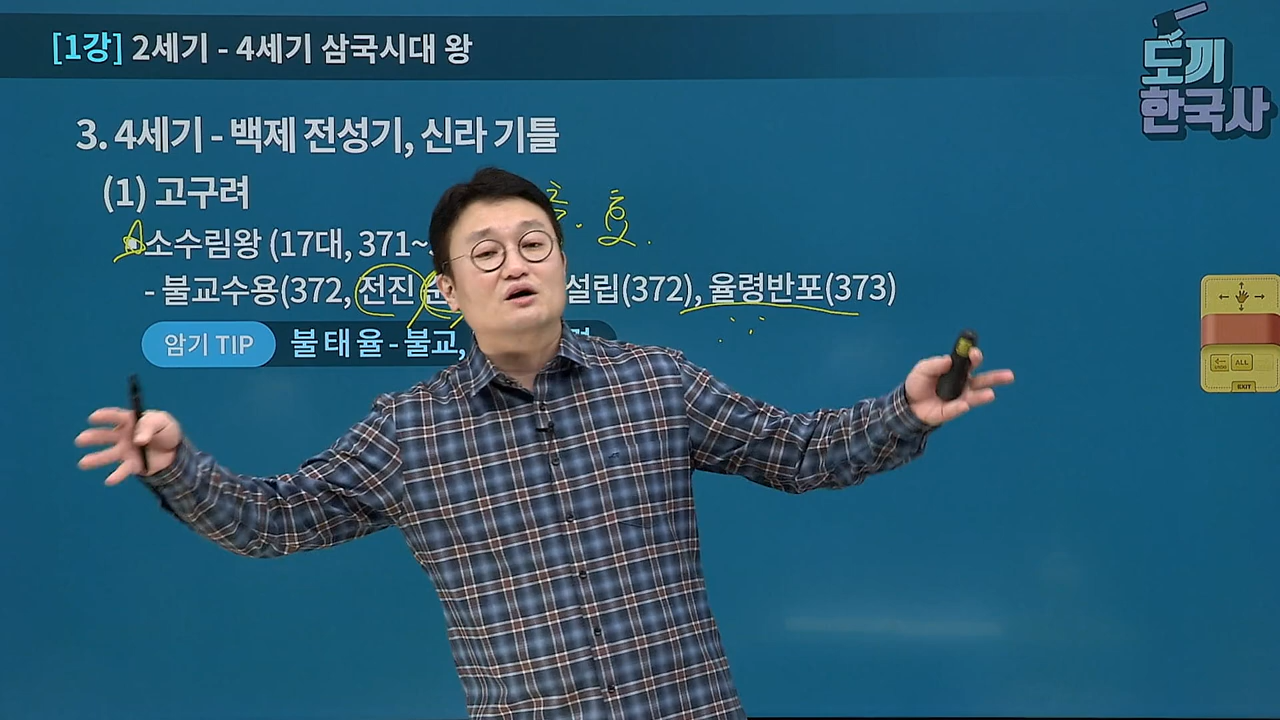 [1강] 2세기 - 4세기 삼국시대 왕
도끼
한국사
3. 4세기 - 백제 전성기, 신라 기틀
(1) 고구려
소수림왕 (17대, 371~
- 불교수용(372, 전진 설립(372), 율령반포(373)
암기 TIP 불 태 율 - 불교,
UNDO ALL
EXIT